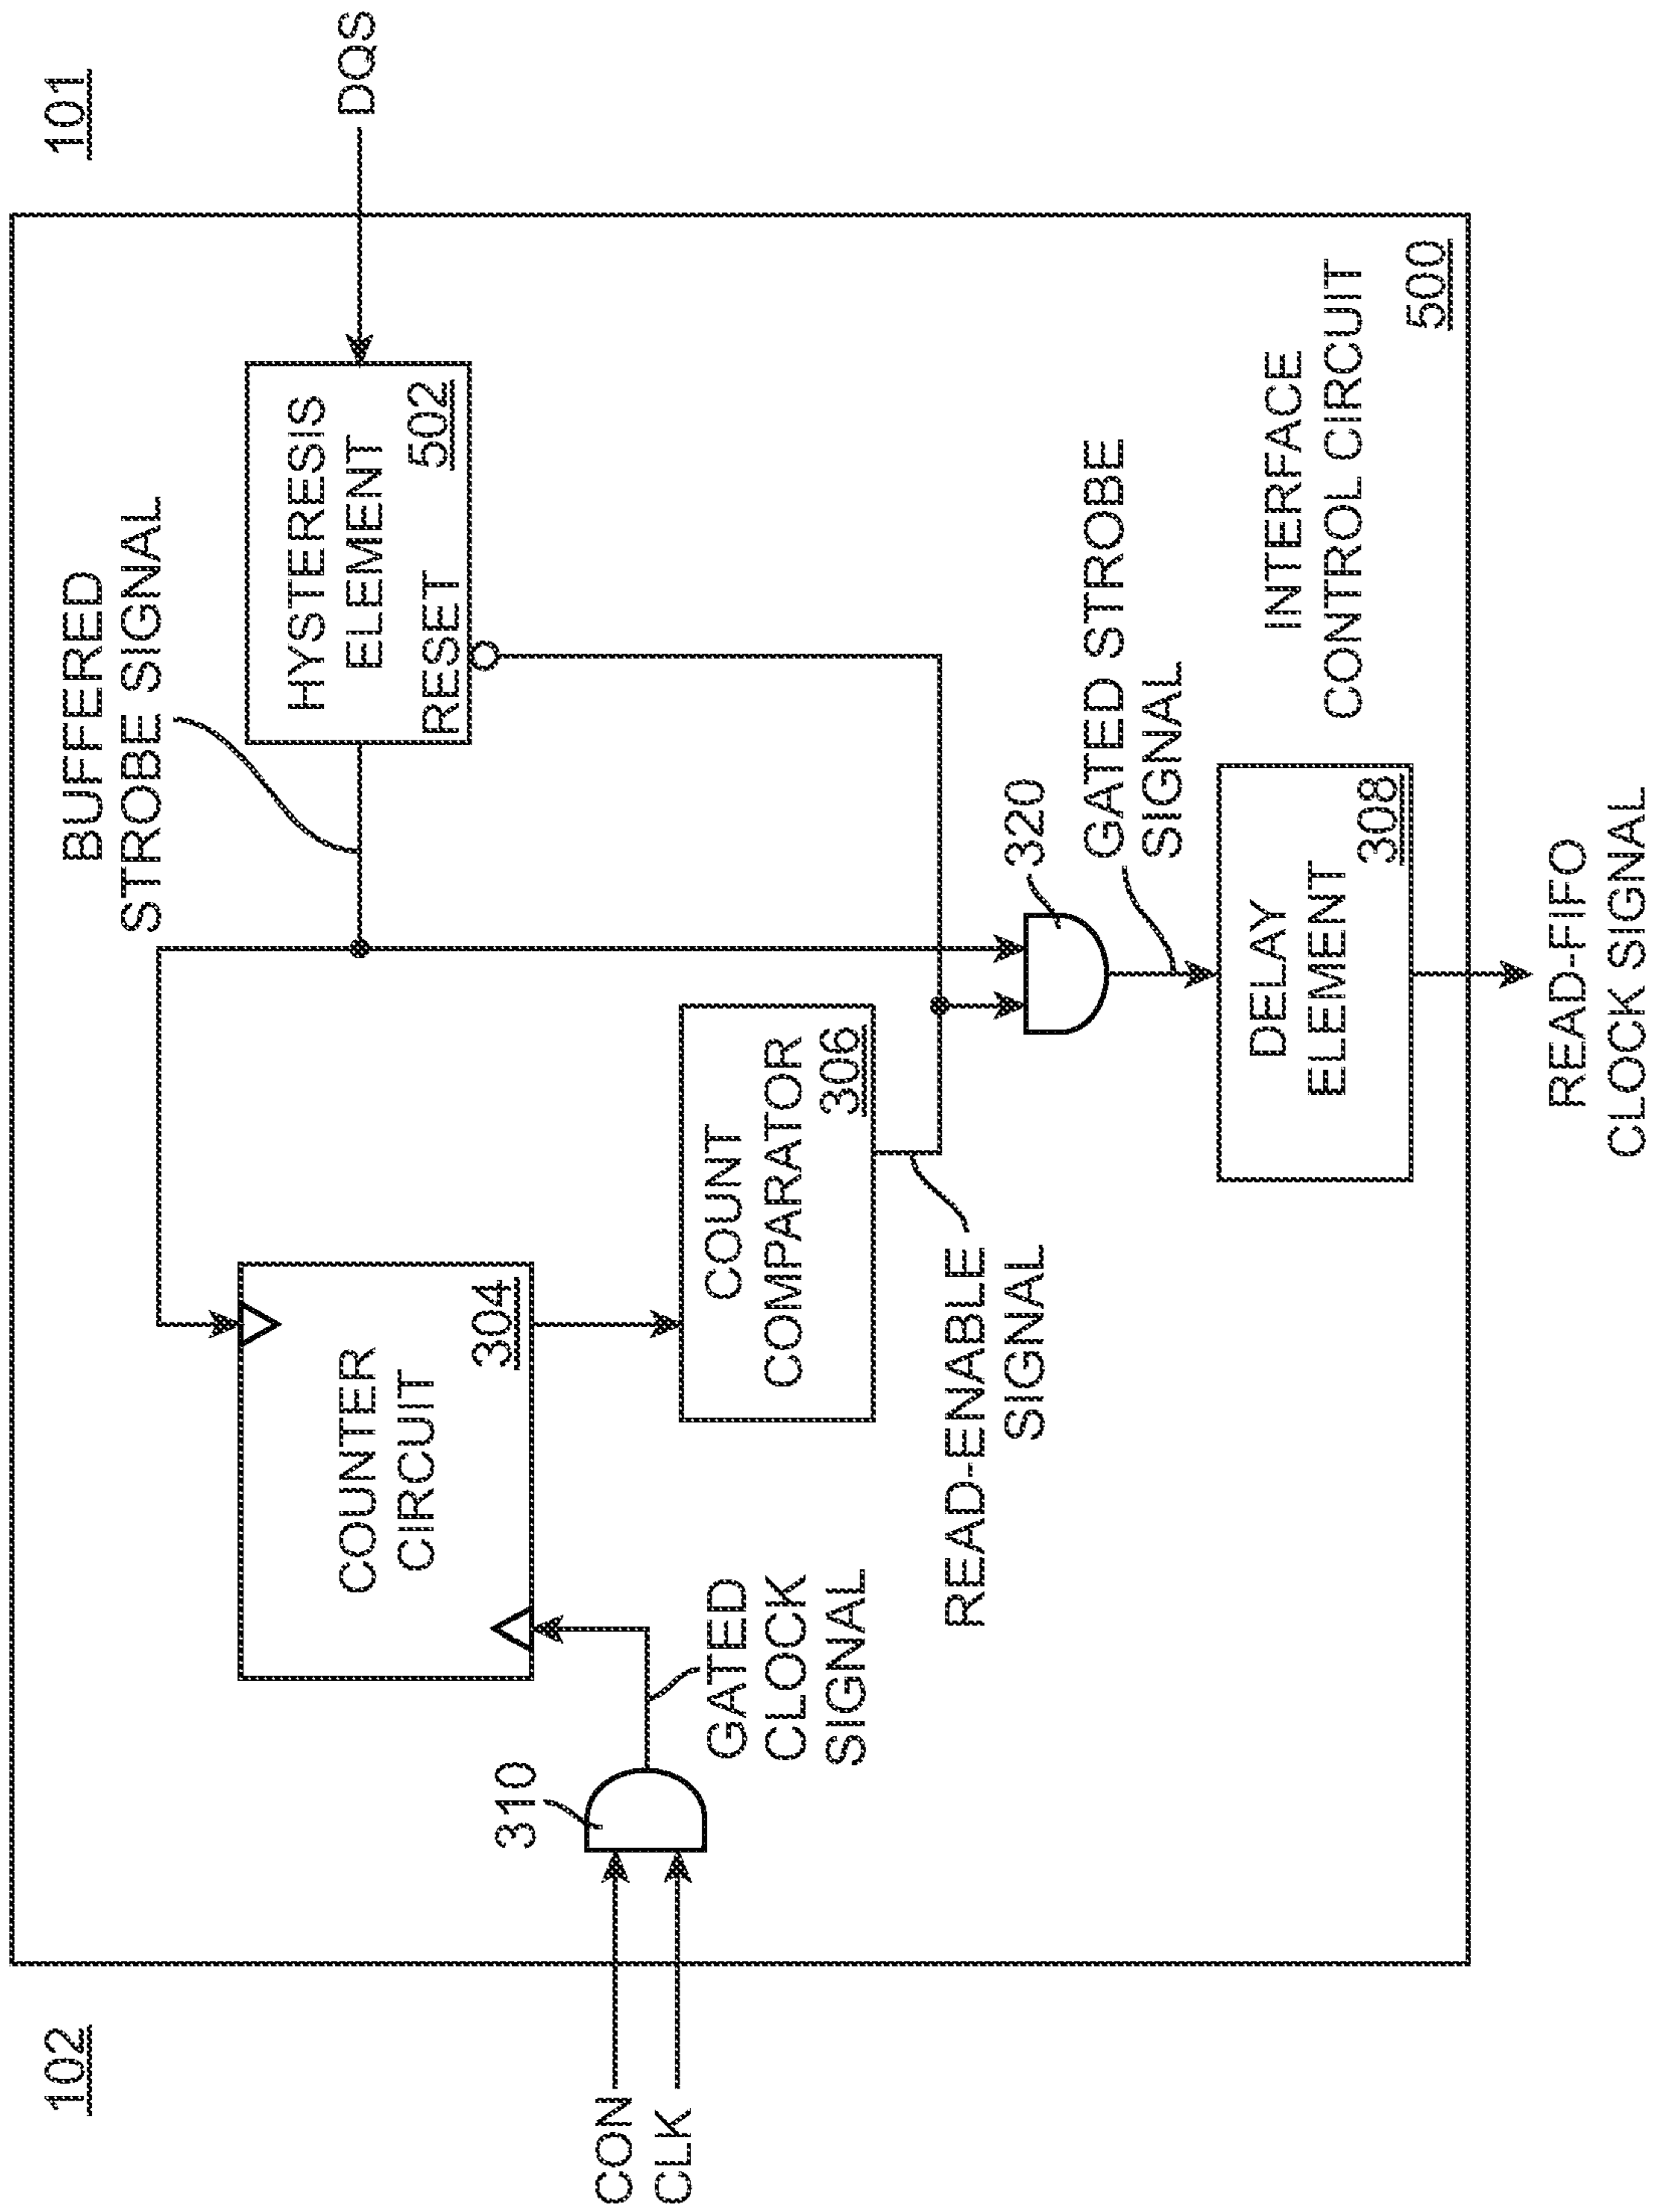 102
101
BUFFERED
STROBE SIGNAL
DQS
COUNTER
CIRCUIT
304
HYSTERESIS
ELEMENT
502
RESET
CON
CLK
310
GATED
CLOCK
SIGNAL
COUNT
COMPARATOR
306
READ-ENABLE
SIGNAL
320
GATED STROBE
SIGNAL
DELAY
ELEMENT
308
INTERFACE
CONTROL CIRCUIT
500
READ-FIFO
CLOCK SIGNAL